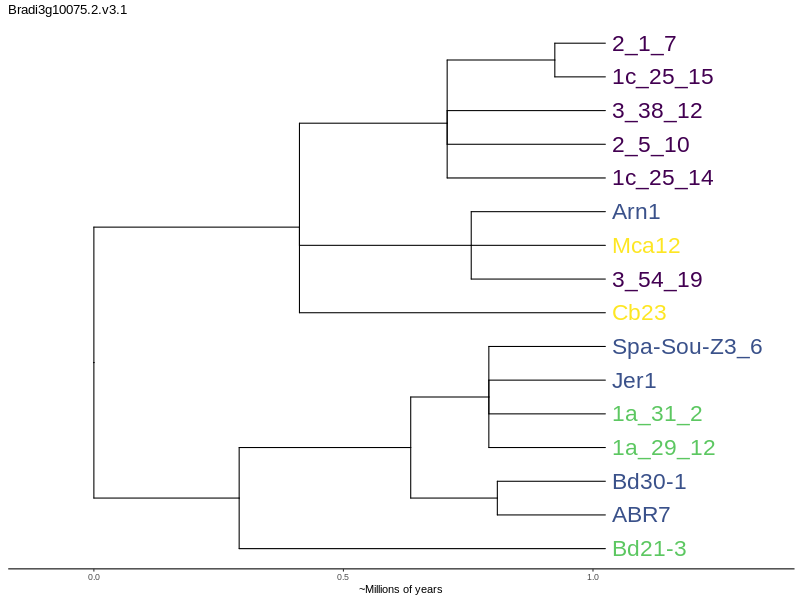 Bradi3g10075.2.v3.1
2_1_7
1c_25_15
3_38_12
2_5_10
1c_25_14
Arn1
Mca12
3_54_19
Cb23
Spa-Sou-Z3_6
Jer1
1a_31_2
1a_29_12
Bd30-1
ABR7
Bd21-3
0.0 0.5 1.0
~Millions of years